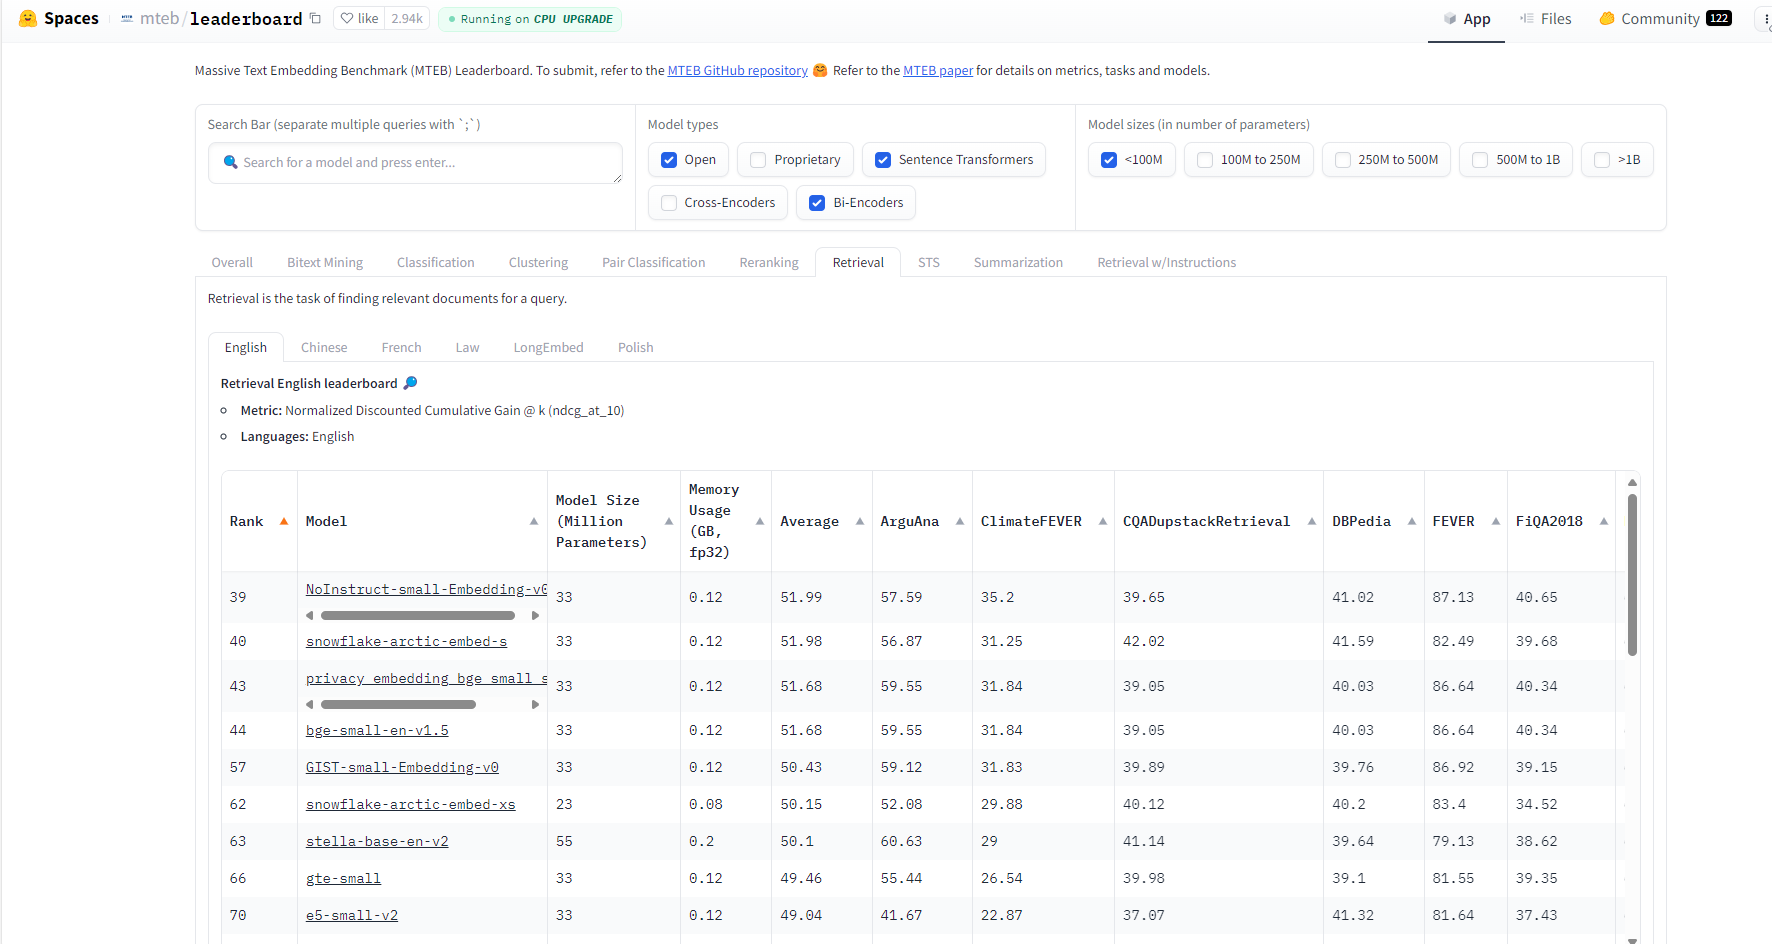 Spaces mteb/leaderboard like 2.94k Running on CPU UPGRADE App Files Community 122
Massive Text Embedding Benchmark (MTEB) Leaderboard. To submit, refer to the MTEB GitHub repository 🤗 Refer to the MTEB paper for details on metrics, tasks and models.
Search Bar (separate multiple queries with `;`)
🔍 Search for a model and press enter...
Model types
Open Proprietary Sentence Transformers
Cross-Encoders Bi-Encoders
Model sizes (in number of parameters)
<100M 100M to 250M 250M to 500M 500M to 1B >1B
Overall Bitext Mining Classification Clustering Pair Classification Reranking Retrieval STS Summarization Retrieval w/Instructions
Retrieval is the task of finding relevant documents for a query.
English Chinese French Law LongEmbed Polish
Retrieval English leaderboard 🔎
Metric: Normalized Discounted Cumulative Gain @ k (ndcg_at_10)
Languages: English
Rank Model Model Size (Million Parameters) Memory Usage (GB, fp32) Average ArguAna ClimateFEVER CQADupstackRetrieval DBPedia FEVER FiQA2018
39 NoInstruct-small-Embedding-v0 33 0.12 51.99 57.59 35.2 39.65 41.02 87.13 40.65
40 snowflake-arctic-embed-s 33 0.12 51.98 56.87 31.25 42.02 41.59 82.49 39.68
43 privacy_embedding_bge_small_s 33 0.12 51.68 59.55 31.84 39.05 40.03 86.64 40.34
44 bge-small-en-v1.5 33 0.12 51.68 59.55 31.84 39.05 40.03 86.64 40.34
57 GIST-small-Embedding-v0 33 0.12 50.43 59.12 31.83 39.89 39.76 86.92 39.15
62 snowflake-arctic-embed-xs 23 0.08 50.15 52.08 29.88 40.12 40.2 83.4 34.52
63 stella-base-en-v2 55 0.2 50.1 60.63 29 41.14 39.64 79.13 38.62
66 gte-small 33 0.12 49.46 55.44 26.54 39.98 39.1 81.55 39.35
70 e5-small-v2 33 0.12 49.04 41.67 22.87 37.07 41.32 81.64 37.43